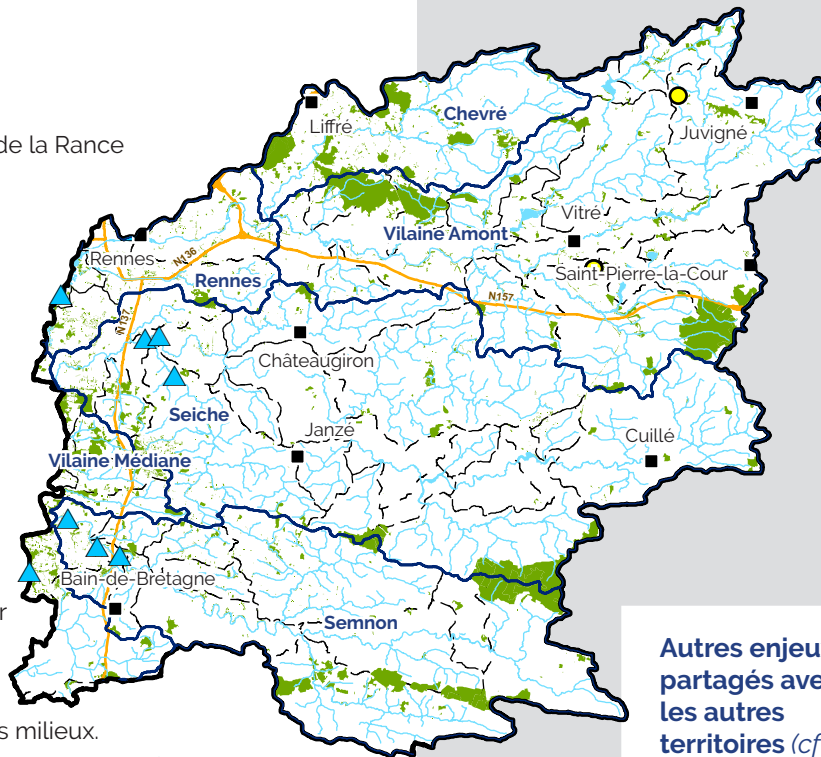 de la Rance
Liffré
Chevré
Juvigné
Vitré
Vilaine Amont
Rennes
N136
Saint-Pierre-la-Cour
Rennes
N157
N137
Châteaugiron
Seiche
Janzé
Cuillé
Vilaine Médiane
Bain-de-Bretagne
r
Semnon
s milieux.
Autres enjeu
partagés ave
les autres
territoires (cf